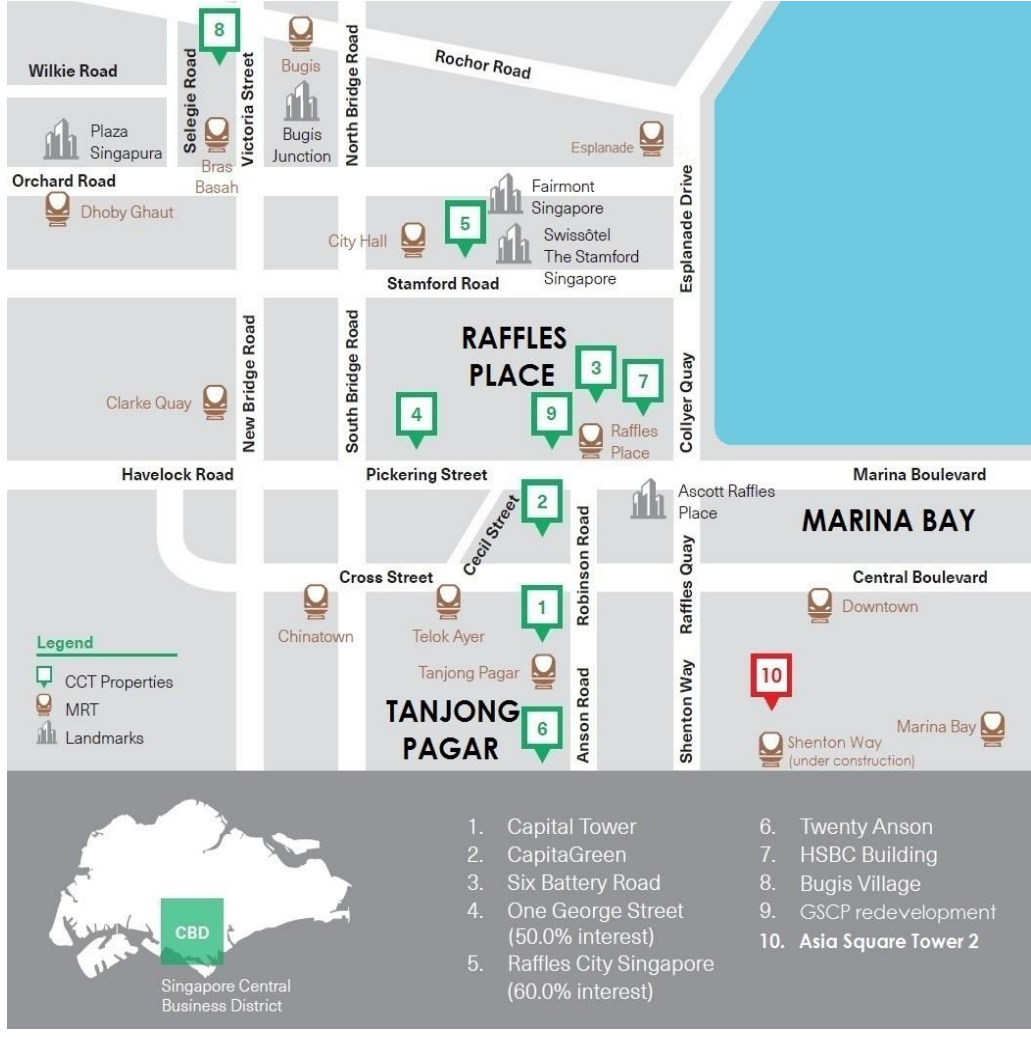 8
Wilkie Road
Selegie Road
Victoria Street
Bugis
North Bridge Road
Rochor Road
Plaza
Singapura
Bugis
Junction
Bras
Basah
Esplanade
Orchard Road
Dhoby Ghaut
Fairmont
Singapore
City Hall
5
Swissôtel
The Stamford
Singapore
Esplanade Drive
Stamford Road
RAFFLES
PLACE
New Bridge Road
South Bridge Road
3
7
Clarke Quay
4
9
Raffles
Place
Collyer Quay
Havelock Road
Pickering Street
Marina Boulevard
2
Ascott Raffles
Place
MARINA BAY
Cecil Street
Robinson Road
Raffles Quay
Cross Street
Central Boulevard
Chinatown
Telok Ayer
1
Downtown
Legend
CCT Properties
MRT
Landmarks
Tanjong Pagar
10
TANJONG
PAGAR
6
Anson Road
Shenton Way
Marina Bay
Shenton Way
(under construction)
CBD
Singapore Central
Business District
1. Capital Tower
2. CapitaGreen
3. Six Battery Road
4. One George Street
(50.0% interest)
5. Raffles City Singapore
(60.0% interest)
6. Twenty Anson
7. HSBC Building
8. Bugis Village
9. GSCP redevelopment
10. Asia Square Tower 2